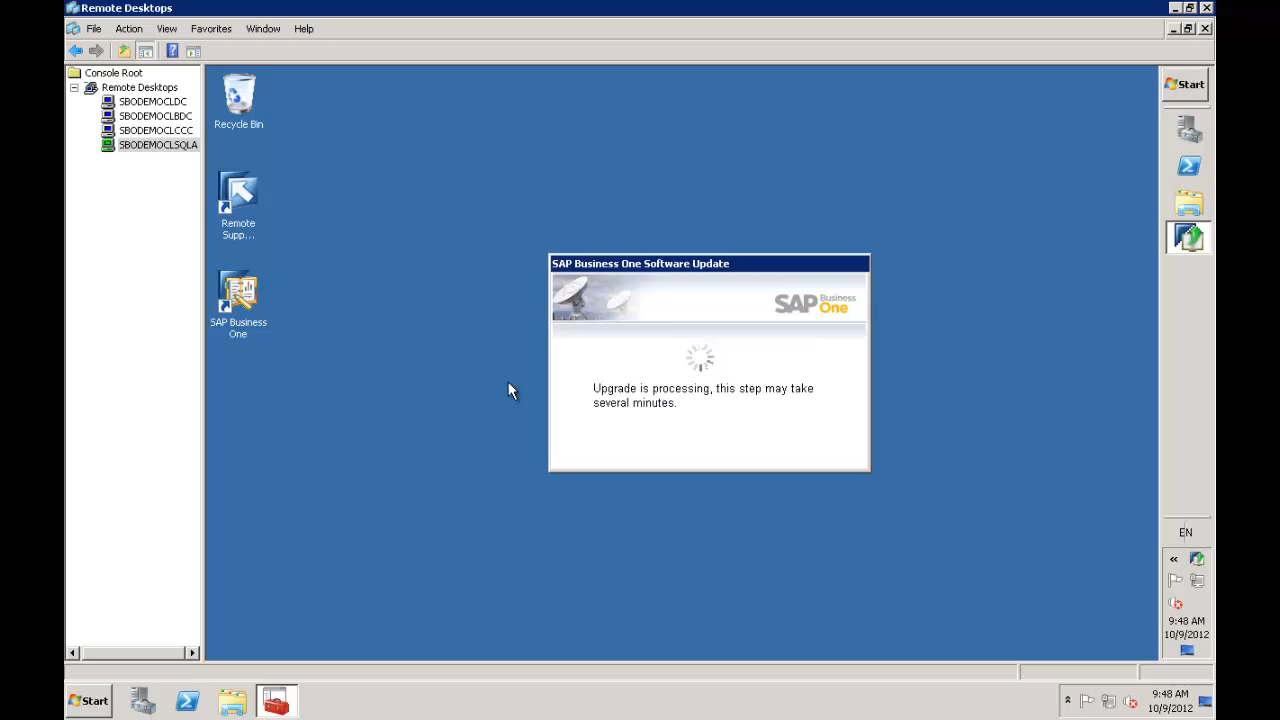 Remote Desktops
File Action View Favorites Window Help
Console Root
Remote Desktops
SBODEMOCLDC
SBODEMOCLBDC
SBODEMOCLCCC
SBODEMOCLSQLA
Recycle Bin
Remote
Supp...
SAP Business
One
SAP Business One Software Update
SAP Business
One
Upgrade is processing, this step may take
several minutes.
Start
EN
9:48 AM
10/9/2012
Start
9:48 AM
10/9/2012